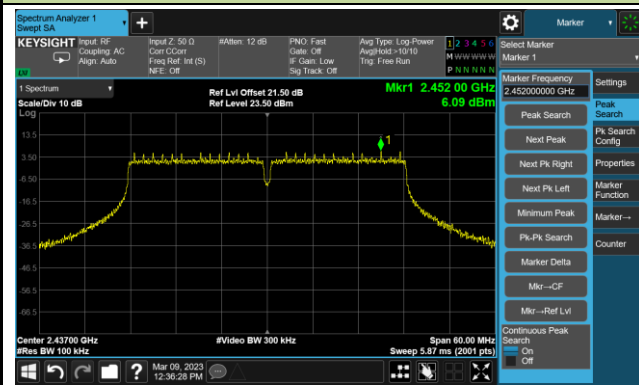 Spectrum Analyzer 1
Swept SA
Marker
KEYSIGHT
Input: RF
Coupling: AC
Align: Auto
Input Z: 50 Ω
Corr CCorr
Freq Ref: Int (S)
NFE: Off
#Atten: 12 dB
PNO: Fast
Gate: Off
IF Gain: Low
Sig Track: Off
Avg Type: Log-Power
Avg|Hold:>10/10
Trig: Free Run
1 2 3 4 5 6
M W W W W W
P N N N N N
LV
Select Marker
Marker 1
1 Spectrum
Scale/Div 10 dB
Log
Ref Lvl Offset 21.50 dB
Ref Level 23.50 dBm
Mkr1 2.452 00 GHz
6.09 dBm
1
13.5
3.50
-6.50
-16.5
-26.5
-36.5
-46.5
-56.5
-66.5
Center 2.43700 GHz
#Res BW 100 kHz
#Video BW 300 kHz
Span 60.00 MHz
Sweep 5.87 ms (2001 pts)
Marker Frequency
2.452000000 GHz
Peak Search
Next Peak
Next Pk Right
Next Pk Left
Minimum Peak
Pk-Pk Search
Marker Delta
Mkr→CF
Mkr→Ref Lvl
Continuous Peak
Search
On
Off
Settings
Peak
Search
Pk Search
Config
Properties
Marker
Function
Marker→
Counter
Mar 09, 2023
12:36:28 PM